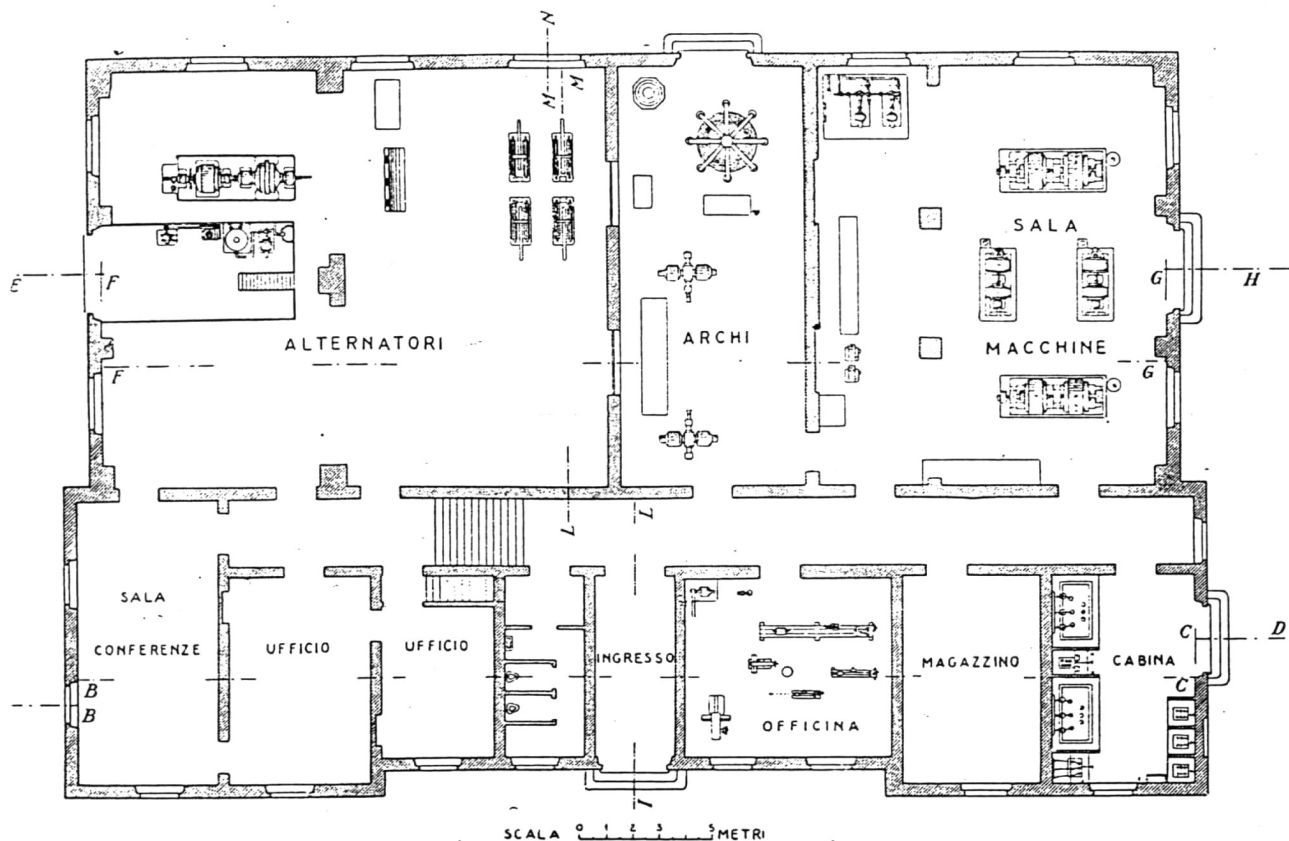 N
M
M
SALA
E
F
G
H
ALTERNATORI
ARCHI
MACCHINE
F
G
L
L
SALA
CONFERENZE
UFFICIO
UFFICIO
INGRESSO
MAGAZZINO
CABINA
C
D
B
C
B
OFFICINA
I
SCALA 0 1 2 3 5 METRI